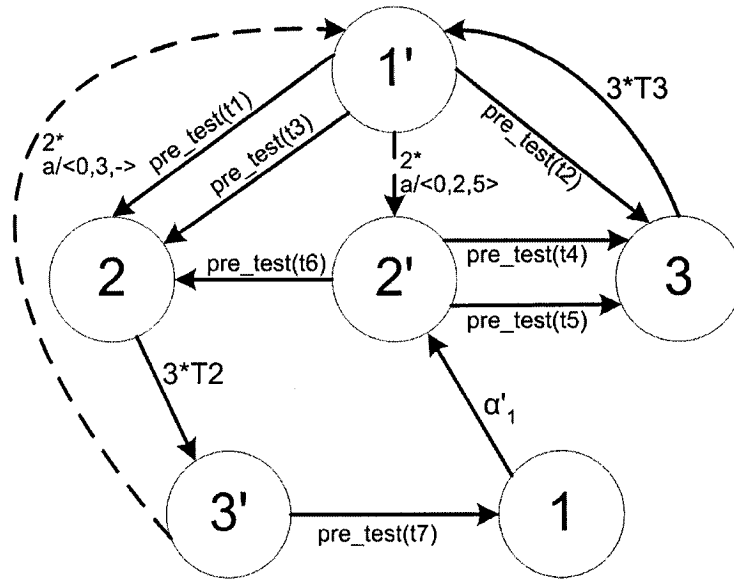 1'
3*T3
pre_test(t1)
pre_test(t3)
pre_test(t2)
2*
a/<0,3,->
2*
a/<0,2,5>
2
pre_test(t6)
2'
pre_test(t4)
pre_test(t5)
3
3*T2
α'₁
3'
pre_test(t7)
1